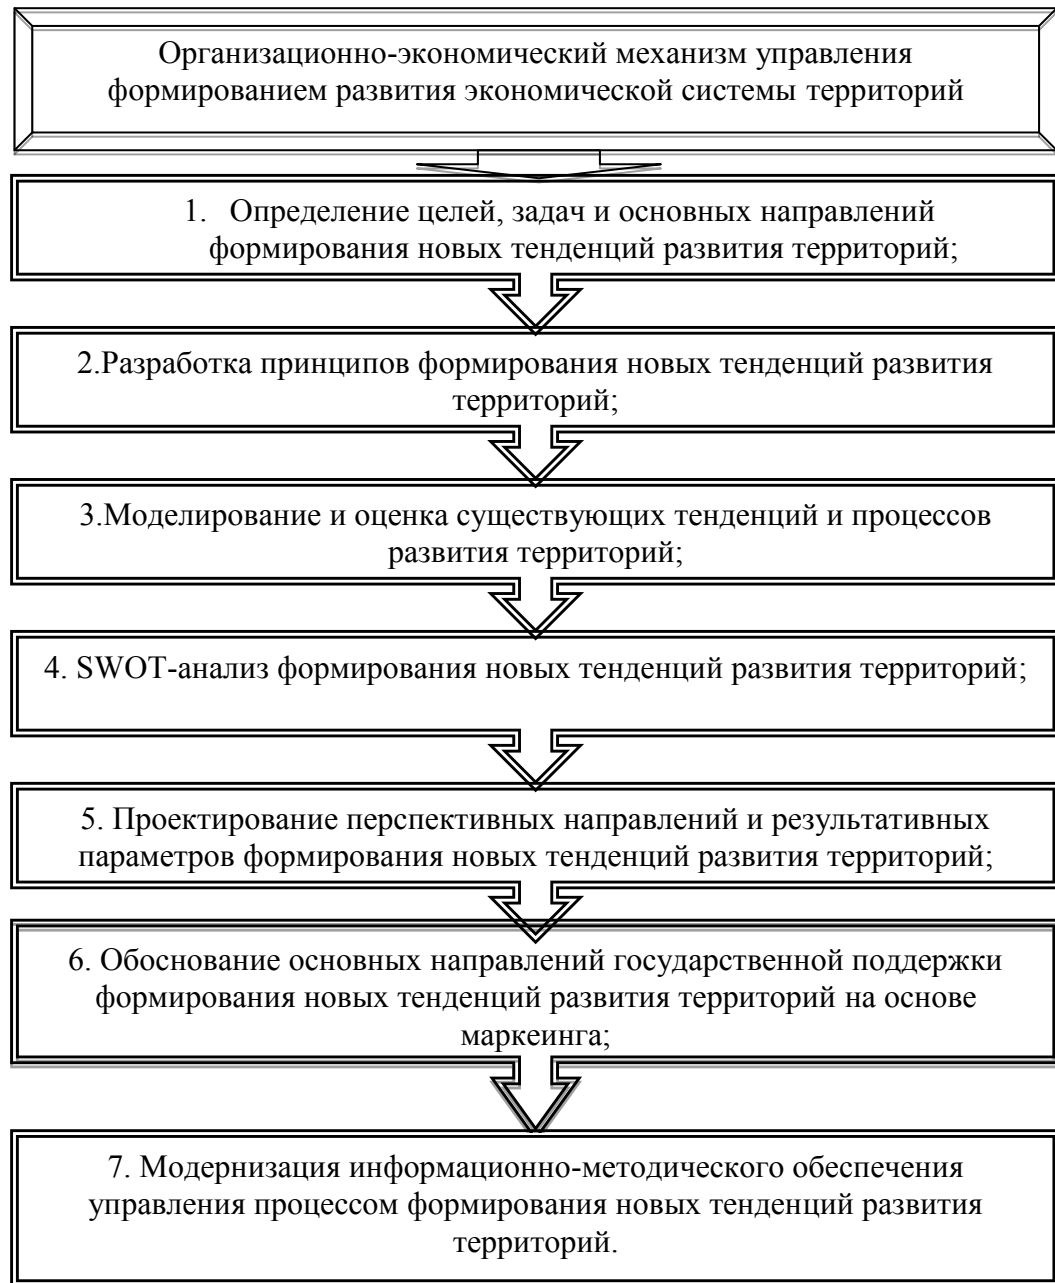 Организационно-экономический механизм управления
формированием развития экономической системы территорий
1. Определение целей, задач и основных направлений
формирования новых тенденций развития территорий;
2.Разработка принципов формирования новых тенденций развития
территорий;
3.Моделирование и оценка существующих тенденций и процессов
развития территорий;
4. SWOT-анализ формирования новых тенденций развития территорий;
5. Проектирование перспективных направлений и результативных
параметров формирования новых тенденций развития территорий;
6. Обоснование основных направлений государственной поддержки
формирования новых тенденций развития территорий на основе
маркеинга;
7. Модернизация информационно-методического обеспечения
управления процессом формирования новых тенденций развития
территорий.